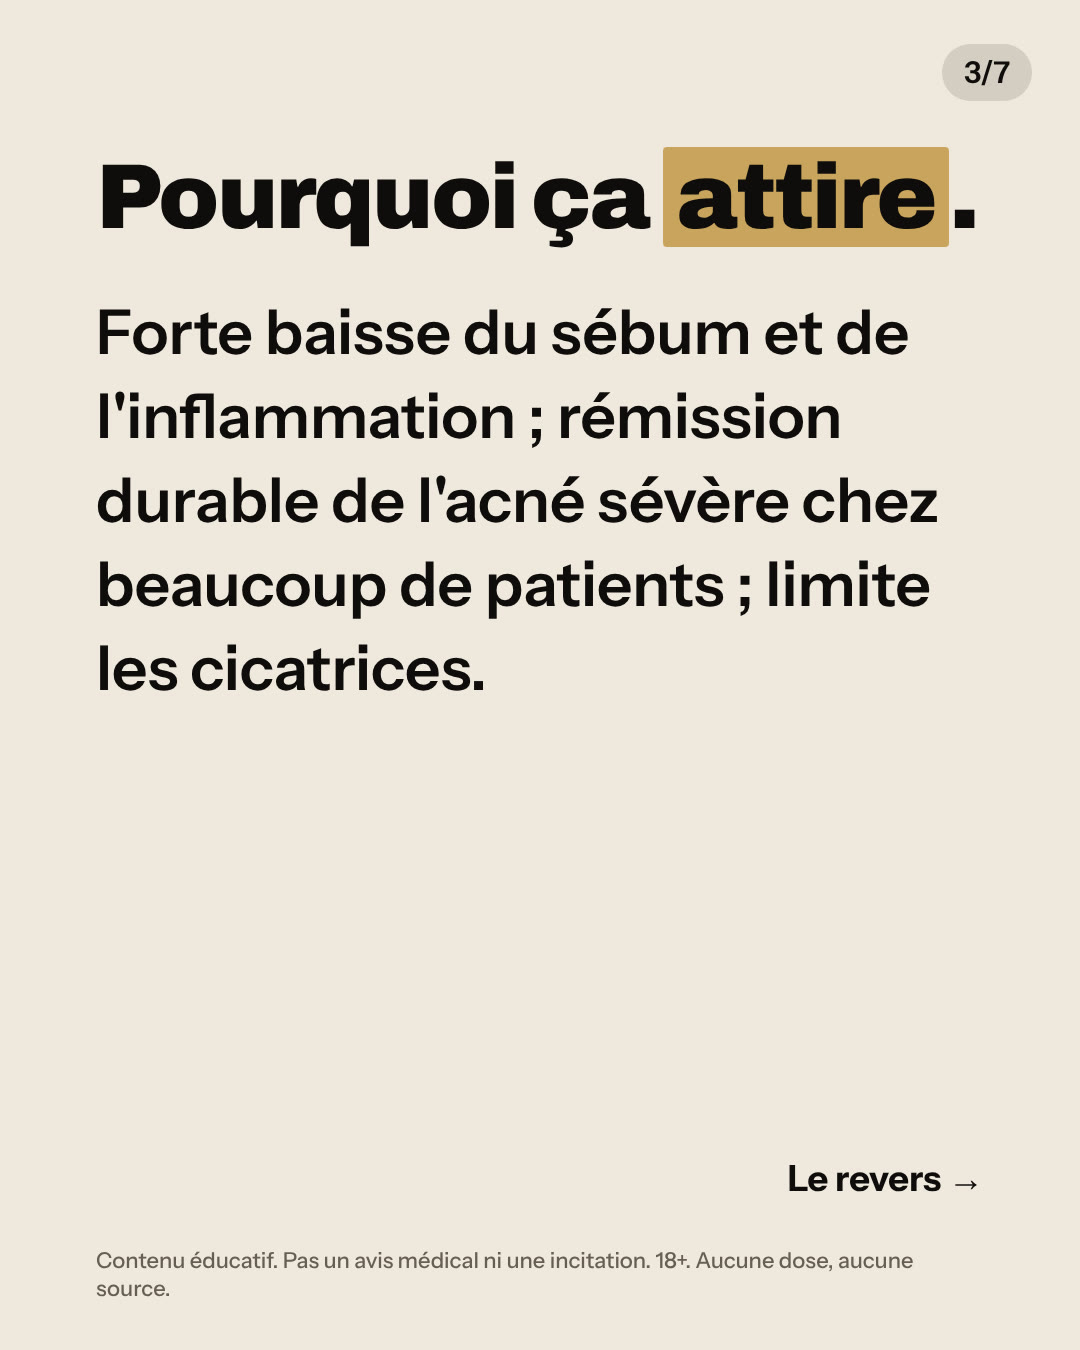 3/7
Pourquoi ça attire.
Forte baisse du sébum et de
l'inflammation ; rémission
durable de l'acné sévère chez
beaucoup de patients ; limite
les cicatrices.
Le revers →
Contenu éducatif. Pas un avis médical ni une incitation. 18+. Aucune dose, aucune
source.